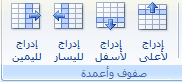 إدراج لأعلى
إدراج لأسفل
إدراج لليسار
إدراج لليمين
صفوف وأعمدة